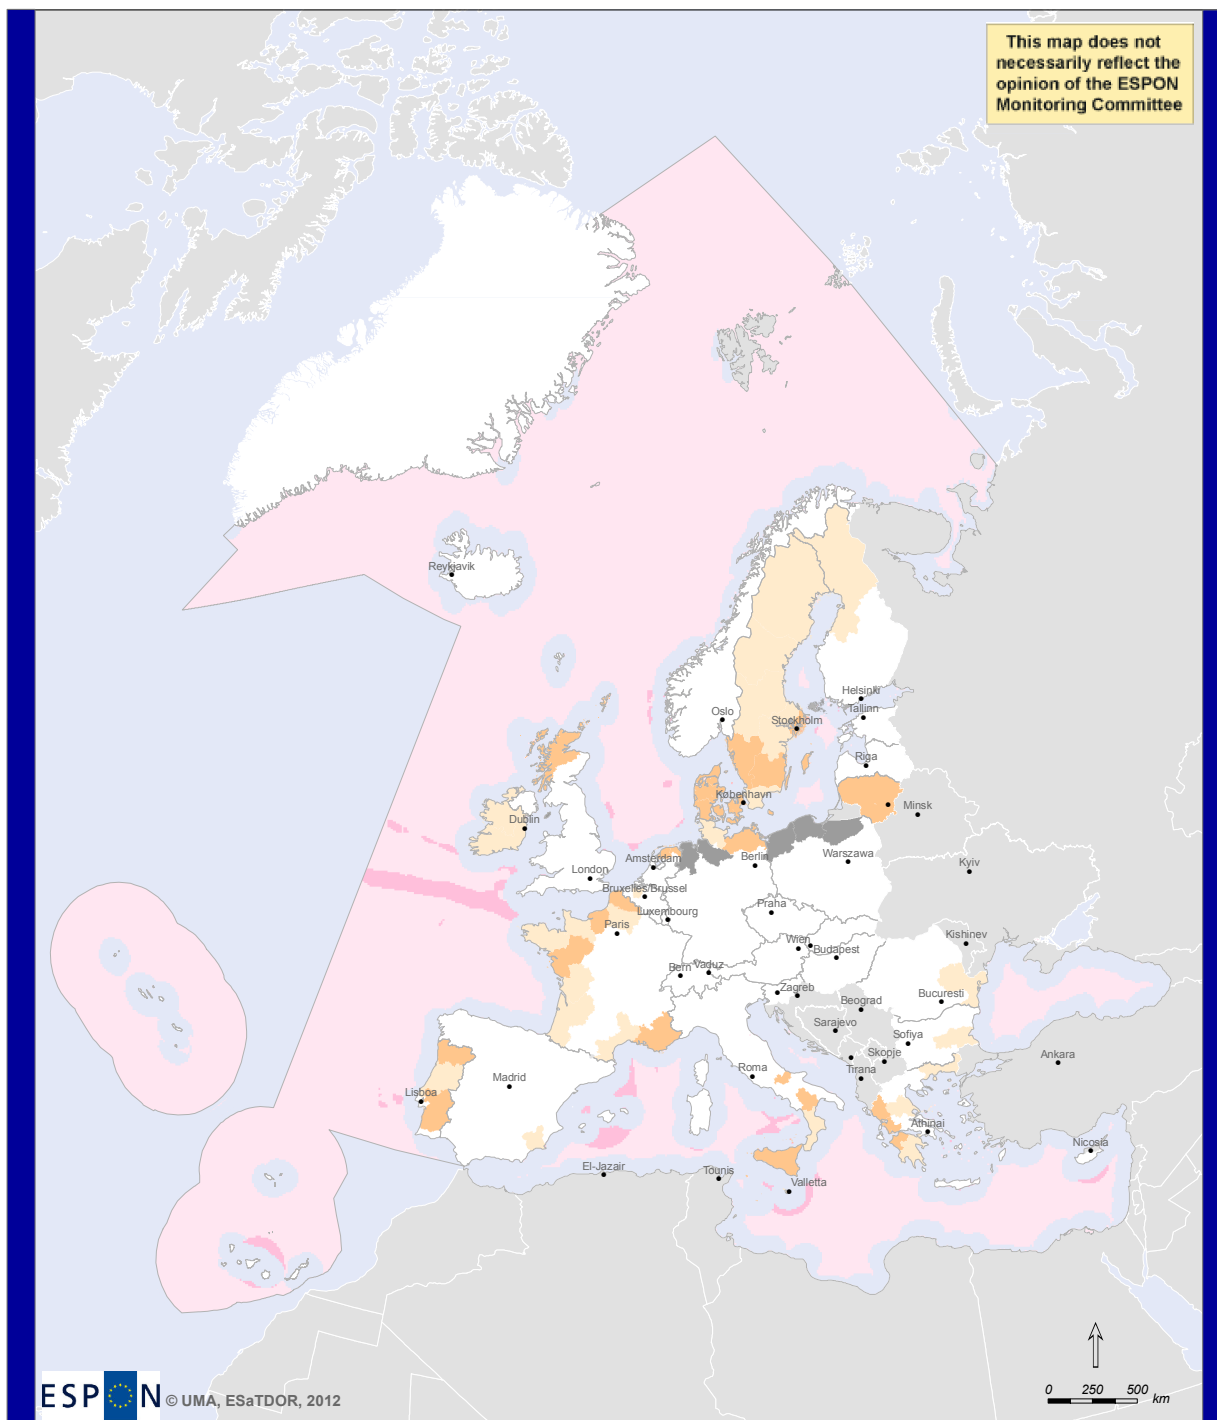 This map does not
necessarily reflect the
opinion of the ESPON
Monitoring Committee
Reykjavik
Helsinki
Tallinn
Oslo
Stockholm
Riga
København
Minsk
Dublin
Amsterdam
Berlin
Warszawa
London
Kyiv
Bruxelles/Brussel
Praha
Luxembourg
Paris
Kishinev
Wien
Budapest
Bern
Vaduz
Zagreb
Bucuresti
Beograd
Sarajevo
Sofiya
Skopje
Ankara
Roma
Tirana
Madrid
Lisboa
Athinai
Nicosia
El-Jazair
Tounis
Valletta
ESPON © UMA, ESaTDOR, 2012
0 250 500
km